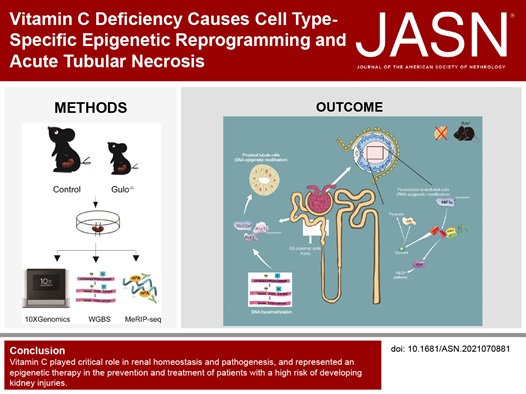 Vitamin C Deficiency Causes Cell Type-
Specific Epigenetic Reprogramming and
Acute Tubular Necrosis
JASN
JOURNAL OF THE AMERICAN SOCIETY OF NEPHROLOGY
METHODS
Control
Gulo-/-
10X
10XGenomics
WGBS
MeRIP-seq
OUTCOME
Proximal tubule cells
(DNA epigenetic modification)
Fenestrated endothelial cells
(RNA epigenetic modification)
HIF1α
Pyruvate
Glucose
VEGF
pathway
S3 proximal tubule
injury
DNA hypermethylation
Conclusion
Vitamin C played critical role in renal homeostasis and pathogenesis, and represented an
epigenetic therapy in the prevention and treatment of patients with a high risk of developing
kidney injuries.
doi: 10.1681/ASN.2021070881